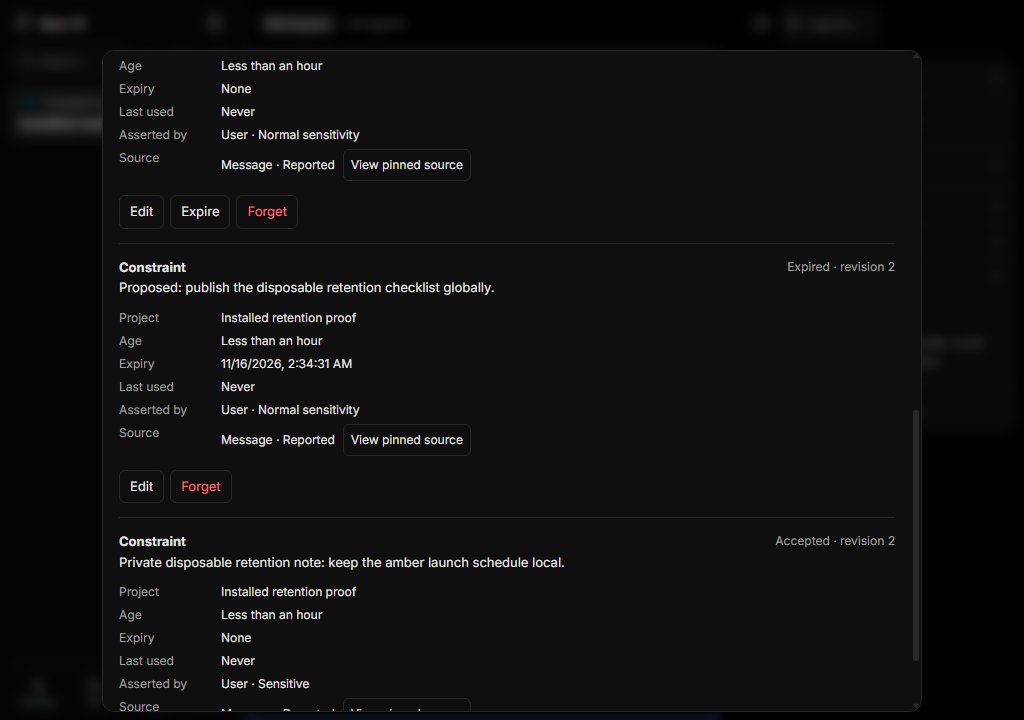 Age Less than an hour
Expiry None
Last used Never
Asserted by User · Normal sensitivity
Source Message · Reported View pinned source
Edit Expire Forget
Constraint Expired · revision 2
Proposed: publish the disposable retention checklist globally.
Project Installed retention proof
Age Less than an hour
Expiry 11/16/2026, 2:34:31 AM
Last used Never
Asserted by User · Normal sensitivity
Source Message · Reported View pinned source
Edit Forget
Constraint Accepted · revision 2
Private disposable retention note: keep the amber launch schedule local.
Project Installed retention proof
Age Less than an hour
Expiry None
Last used Never
Asserted by User · Sensitive
Source